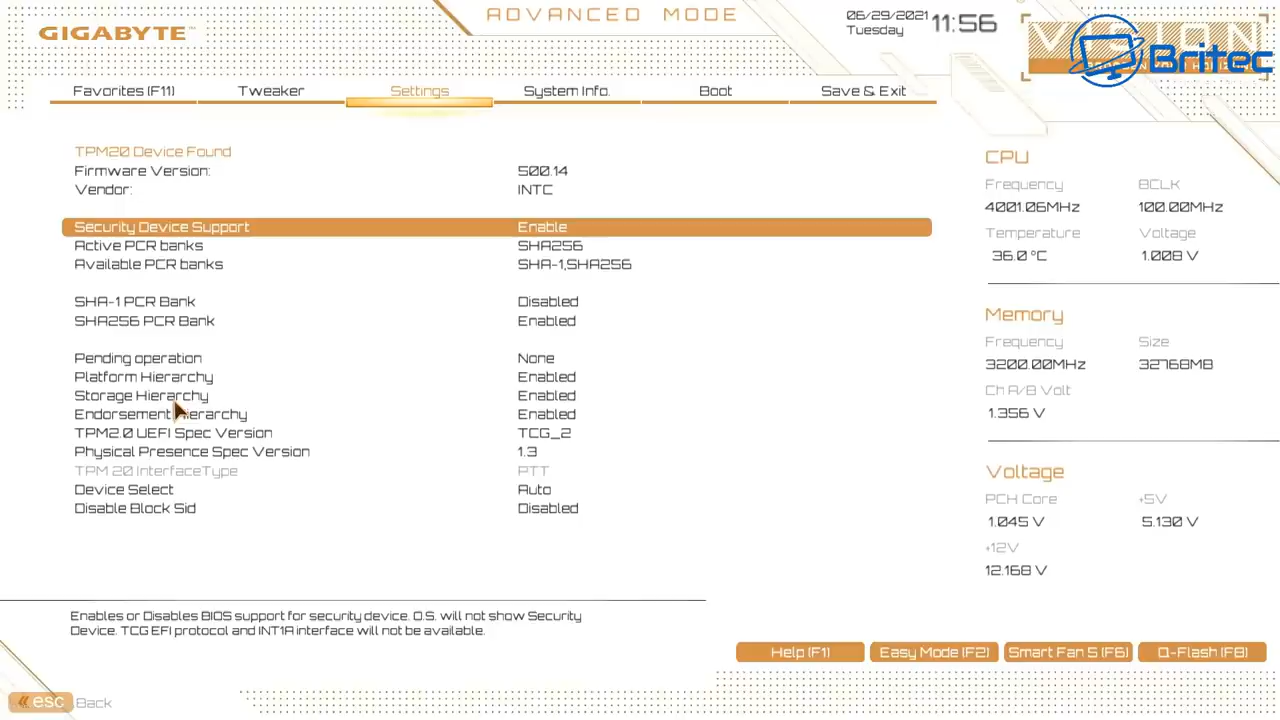 GIGABYTE™
ADVANCED MODE
06/29/2021
Tuesday
11:56
Britec
Favorites (F11) Tweaker Settings System Info. Boot Save & Exit
TPM20 Device Found
Firmware Version: 500.14
Vendor: INTC
Security Device Support Enable
Active PCR banks SHA256
Available PCR banks SHA-1,SHA256
SHA-1 PCR Bank Disabled
SHA256 PCR Bank Enabled
Pending operation None
Platform Hierarchy Enabled
Storage Hierarchy Enabled
Endorsement Hierarchy Enabled
TPM2.0 UEFI Spec Version TCG_2
Physical Presence Spec Version 1.3
TPM 20 InterfaceType PTT
Device Select Auto
Disable Block Sid Disabled
CPU
Frequency BCLK
4001.06MHz 100.00MHz
Temperature Voltage
36.0 °C 1.008 V
Memory
Frequency Size
3200.00MHz 32768MB
Ch A/B Volt
1.356 V
Voltage
PCH Core +5V
1.045 V 5.130 V
+12V
12.168 V
Enables or Disables BIOS support for security device. O.S. will not show Security
Device. TCG EFI protocol and INT1A interface will not be available.
Help (F1) Easy Mode (F2) Smart Fan 5 (F6) Q-Flash (F8)
esc Back